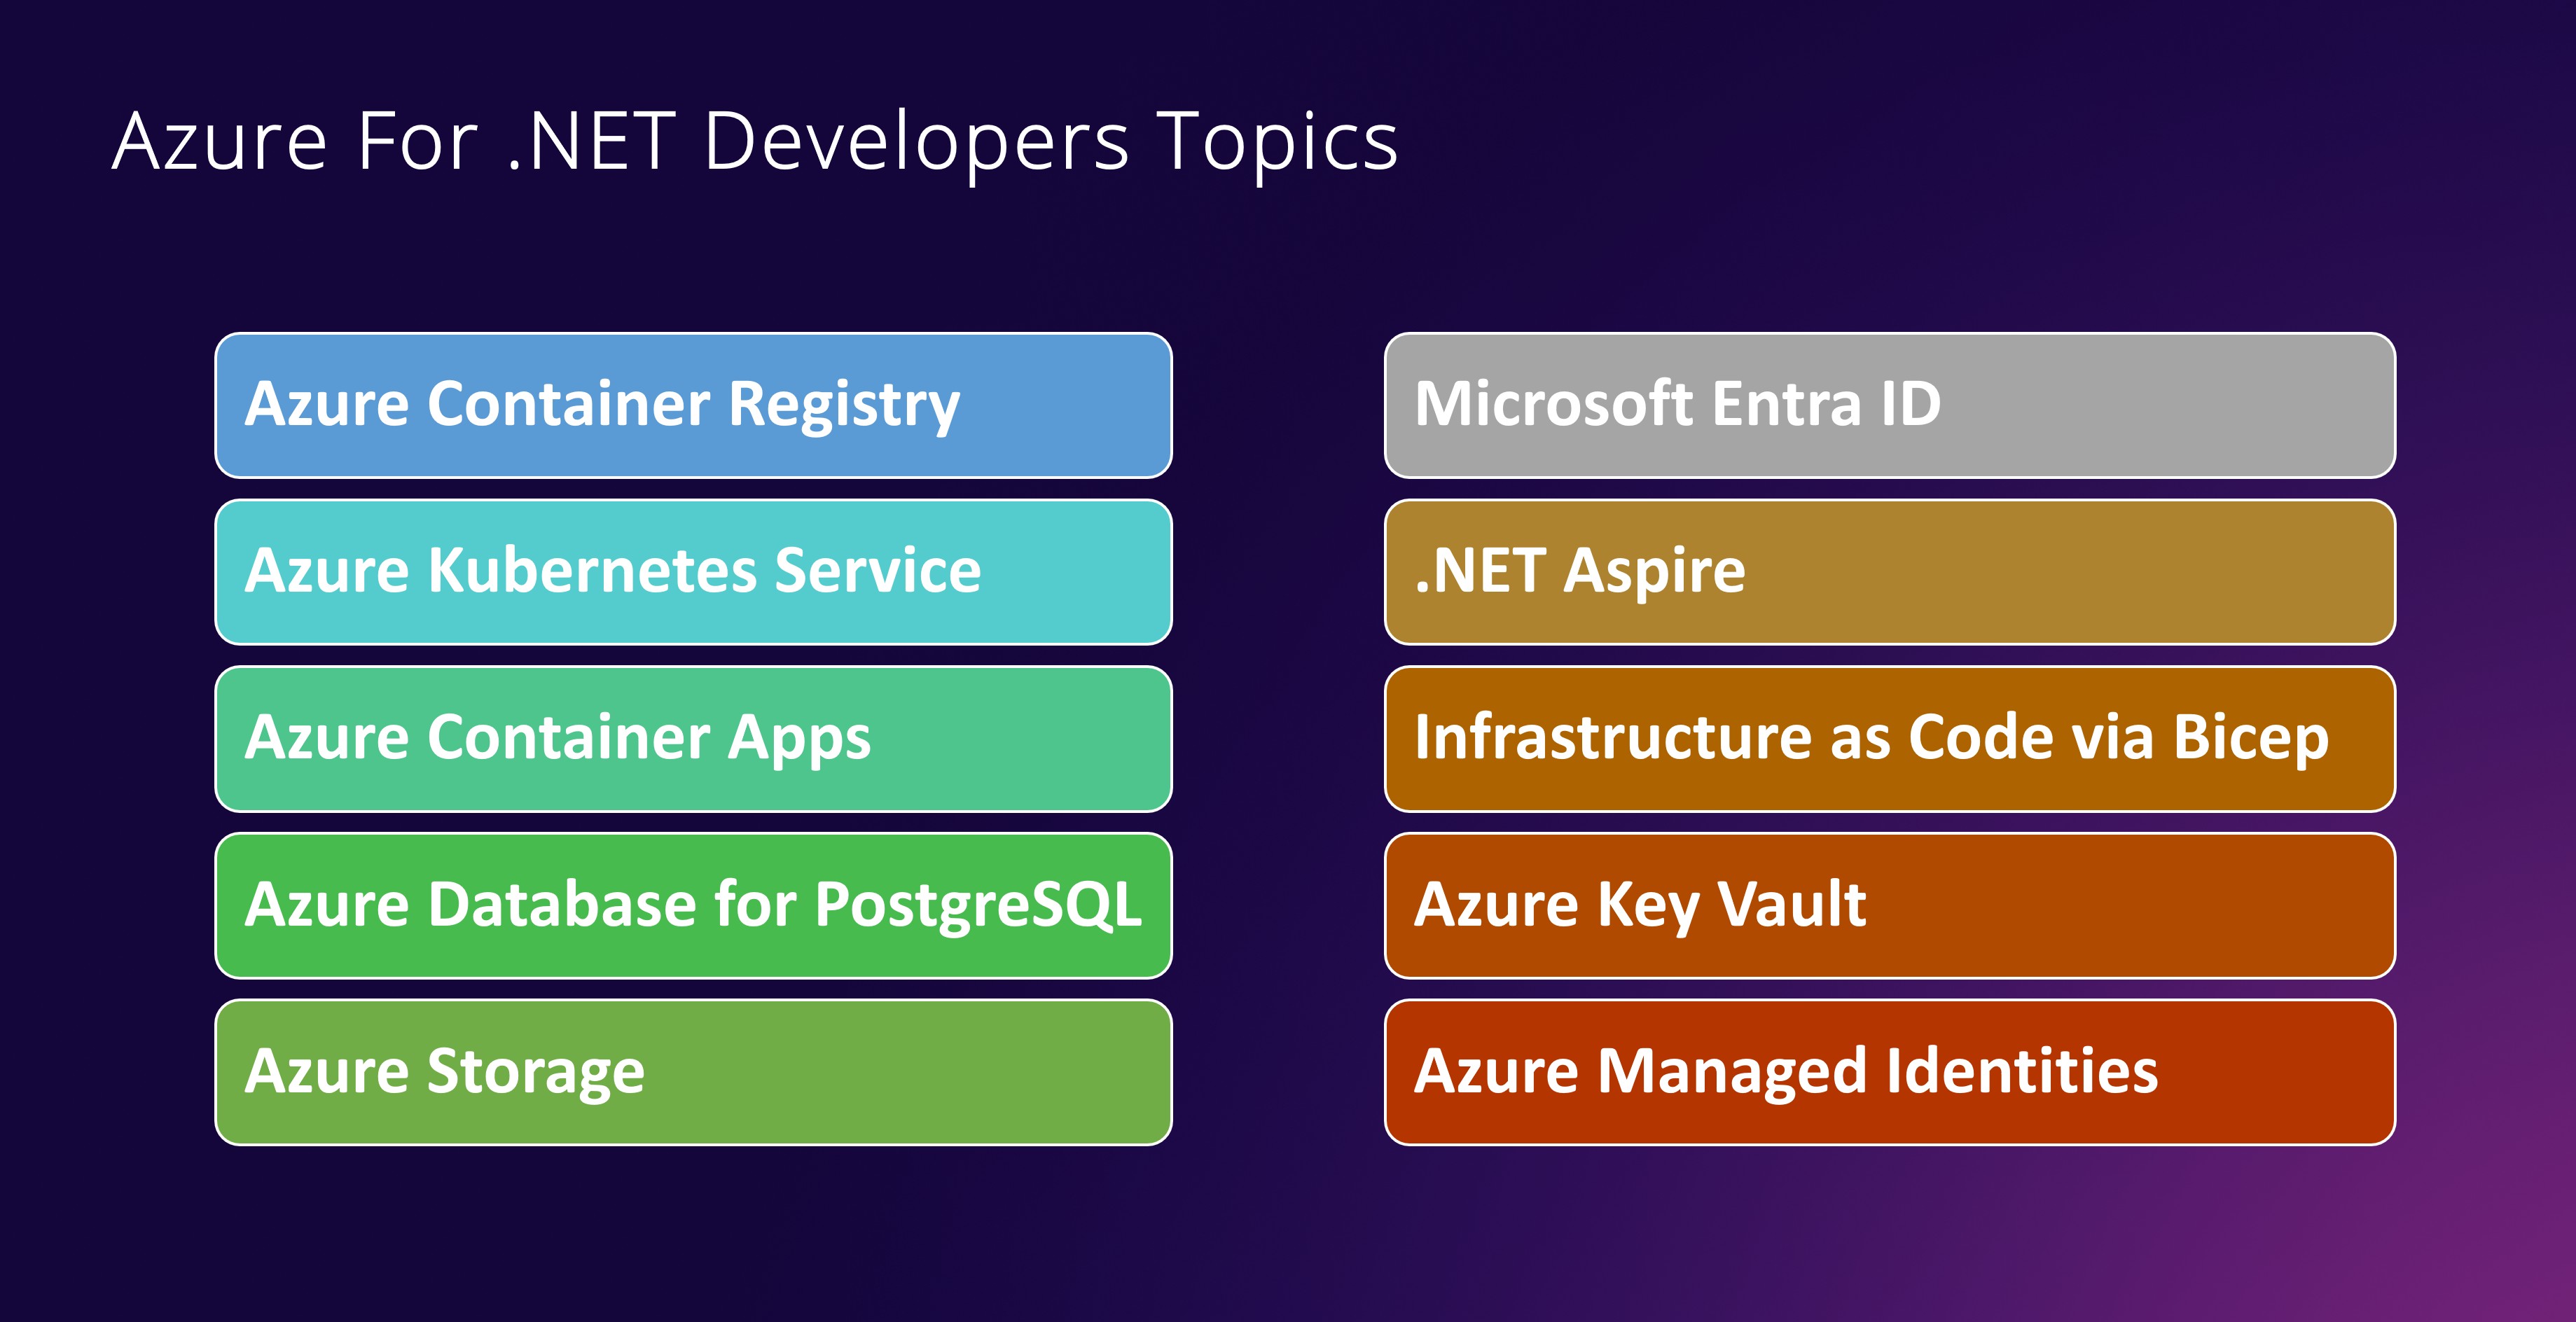 Azure For .NET Developers Topics
Azure Container Registry
Azure Kubernetes Service
Azure Container Apps
Azure Database for PostgreSQL
Azure Storage
Microsoft Entra ID
.NET Aspire
Infrastructure as Code via Bicep
Azure Key Vault
Azure Managed Identities